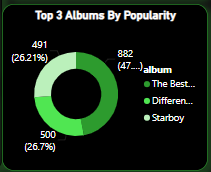 Top 3 Albums By Popularity
491
(26.21%)
882
(47....)
album
The Best...
Differen...
Starboy
500
(26.7%)